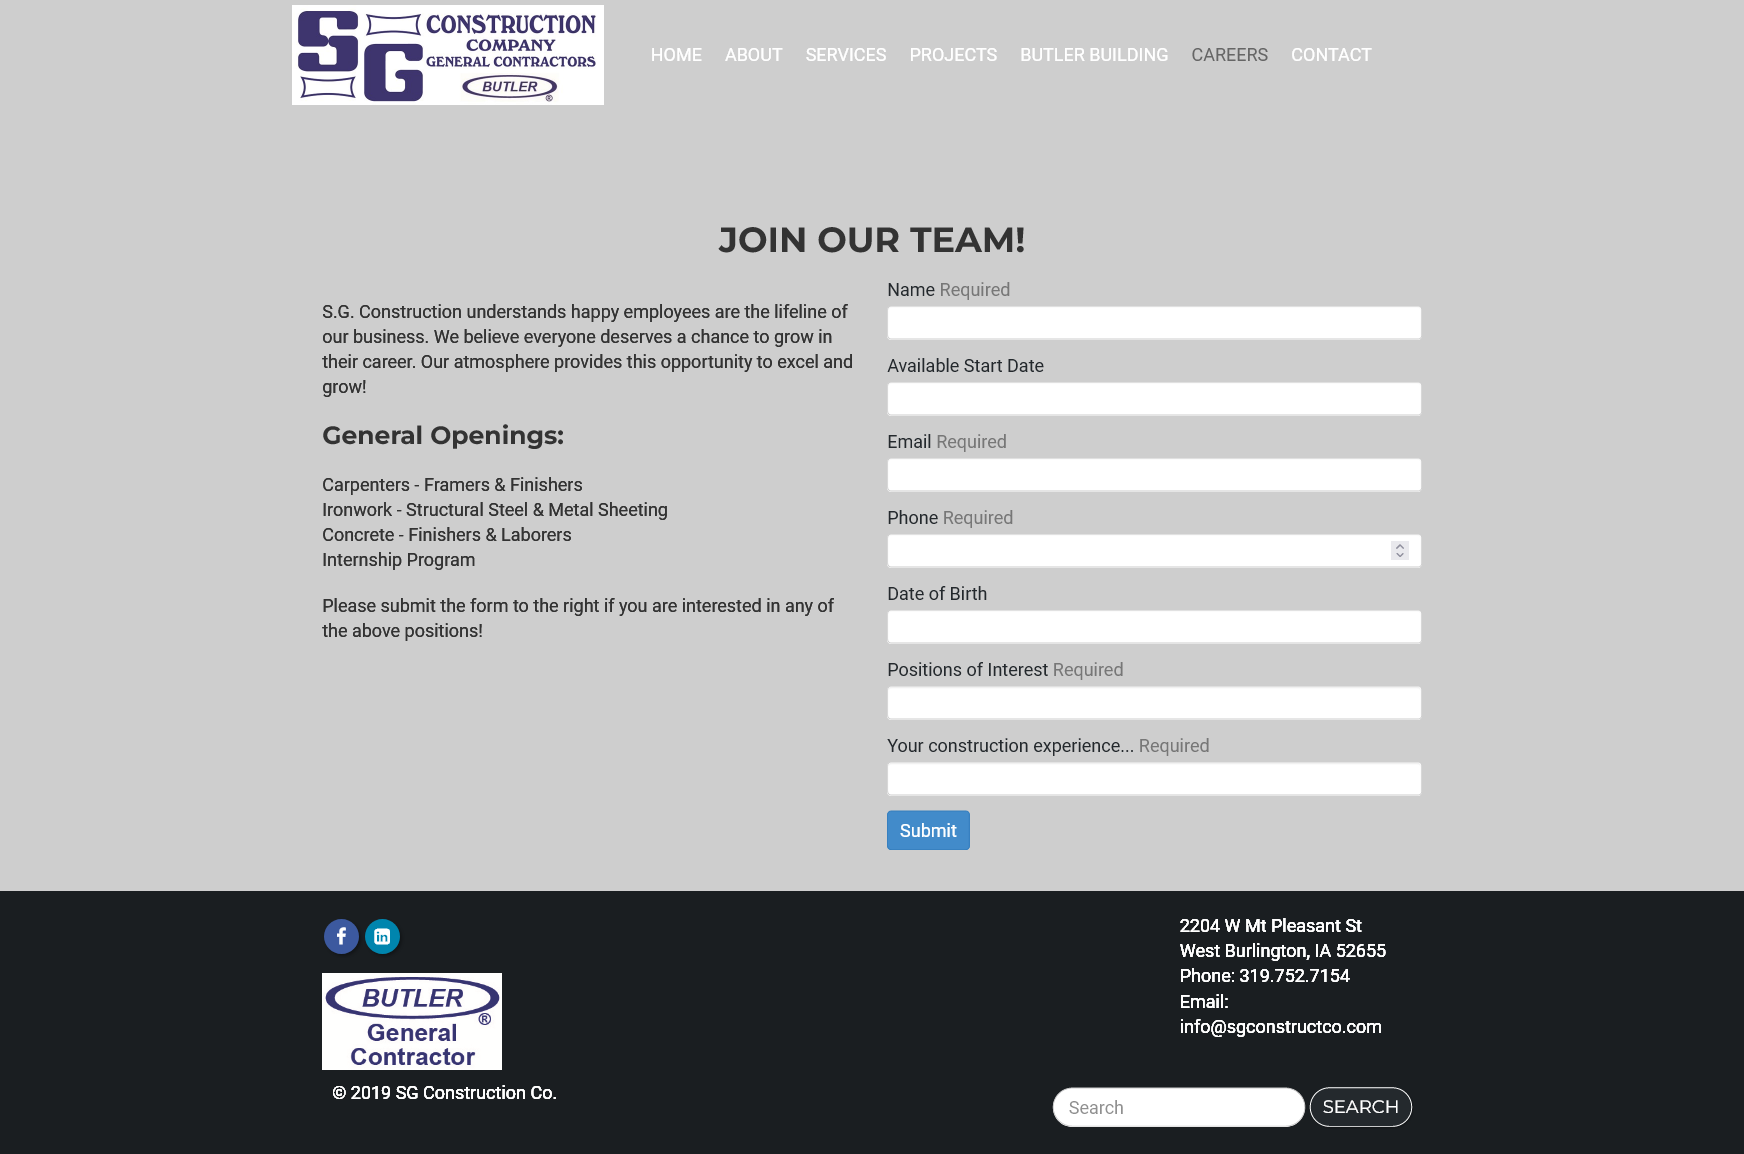 SG CONSTRUCTION
COMPANY
GENERAL CONTRACTORS
BUTLER ®
HOME ABOUT SERVICES PROJECTS BUTLER BUILDING CAREERS CONTACT
JOIN OUR TEAM!
S.G. Construction understands happy employees are the lifeline of
our business. We believe everyone deserves a chance to grow in
their career. Our atmosphere provides this opportunity to excel and
grow!
General Openings:
Carpenters - Framers & Finishers
Ironwork - Structural Steel & Metal Sheeting
Concrete - Finishers & Laborers
Internship Program
Please submit the form to the right if you are interested in any of
the above positions!
Name Required
Available Start Date
Email Required
Phone Required
Date of Birth
Positions of Interest Required
Your construction experience... Required
Submit
f in
BUTLER ®
General
Contractor
© 2019 SG Construction Co.
2204 W Mt Pleasant St
West Burlington, IA 52655
Phone: 319.752.7154
Email:
info@sgconstructco.com
Search SEARCH